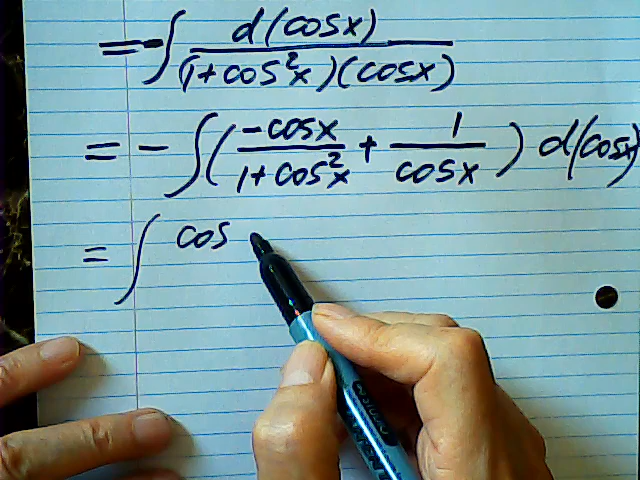 = - ∫ d(cosx) / (1+cos²x)(cosx)
= - ∫ ( -cosx / 1+cos²x + 1 / cosx ) d(cosx)
= ∫ cos